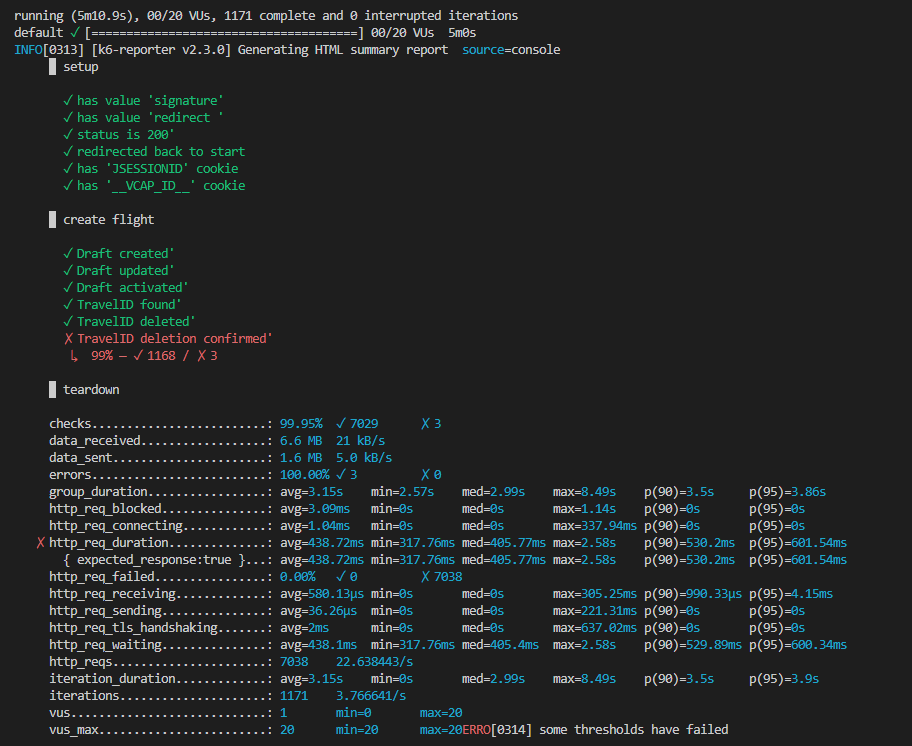 running (5m10.9s), 00/20 VUs, 1171 complete and 0 interrupted iterations
default ✓ [======================================] 00/20 VUs  5m0s
INFO[0313] [k6-reporter v2.3.0] Generating HTML summary report  source=console
█ setup
✓ has value 'signature'
✓ has value 'redirect '
✓ status is 200'
✓ redirected back to start
✓ has 'JSESSIONID' cookie
✓ has '__VCAP_ID__' cookie
█ create flight
✓ Draft created'
✓ Draft updated'
✓ Draft activated'
✓ TravelID found'
✓ TravelID deleted'
✗ TravelID deletion confirmed'
↳  99% — ✓ 1168 / ✗ 3
█ teardown
checks.........................: 99.95%  ✓ 7029      ✗ 3
data_received..................: 6.6 MB  21 kB/s
data_sent......................: 1.6 MB  5.0 kB/s
errors.........................: 100.00% ✓ 3         ✗ 0
group_duration.................: avg=3.15s    min=2.57s    med=2.99s    max=8.49s    p(90)=3.5s     p(95)=3.86s
http_req_blocked...............: avg=3.09ms   min=0s       med=0s       max=1.14s    p(90)=0s       p(95)=0s
http_req_connecting............: avg=1.04ms   min=0s       med=0s       max=337.94ms p(90)=0s       p(95)=0s
✗ http_req_duration..............: avg=438.72ms min=317.76ms med=405.77ms max=2.58s    p(90)=530.2ms  p(95)=601.54ms
{ expected_response:true }...: avg=438.72ms min=317.76ms med=405.77ms max=2.58s    p(90)=530.2ms  p(95)=601.54ms
http_req_failed................: 0.00%   ✓ 0         ✗ 7038
http_req_receiving.............: avg=580.13µs min=0s       med=0s       max=305.25ms p(90)=990.33µs p(95)=4.15ms
http_req_sending...............: avg=36.26µs  min=0s       med=0s       max=221.31ms p(90)=0s       p(95)=0s
http_req_tls_handshaking.......: avg=2ms      min=0s       med=0s       max=637.02ms p(90)=0s       p(95)=0s
http_req_waiting...............: avg=438.1ms  min=317.76ms med=405.4ms  max=2.58s    p(90)=529.89ms p(95)=600.34ms
http_reqs......................: 7038    22.638443/s
iteration_duration.............: avg=3.15s    min=2.57s    med=2.99s    max=8.49s    p(90)=3.5s     p(95)=3.9s
iterations.....................: 1171    3.766641/s
vus............................: 1       min=0       max=20
vus_max........................: 20      min=20      max=20ERRO[0314] some thresholds have failed